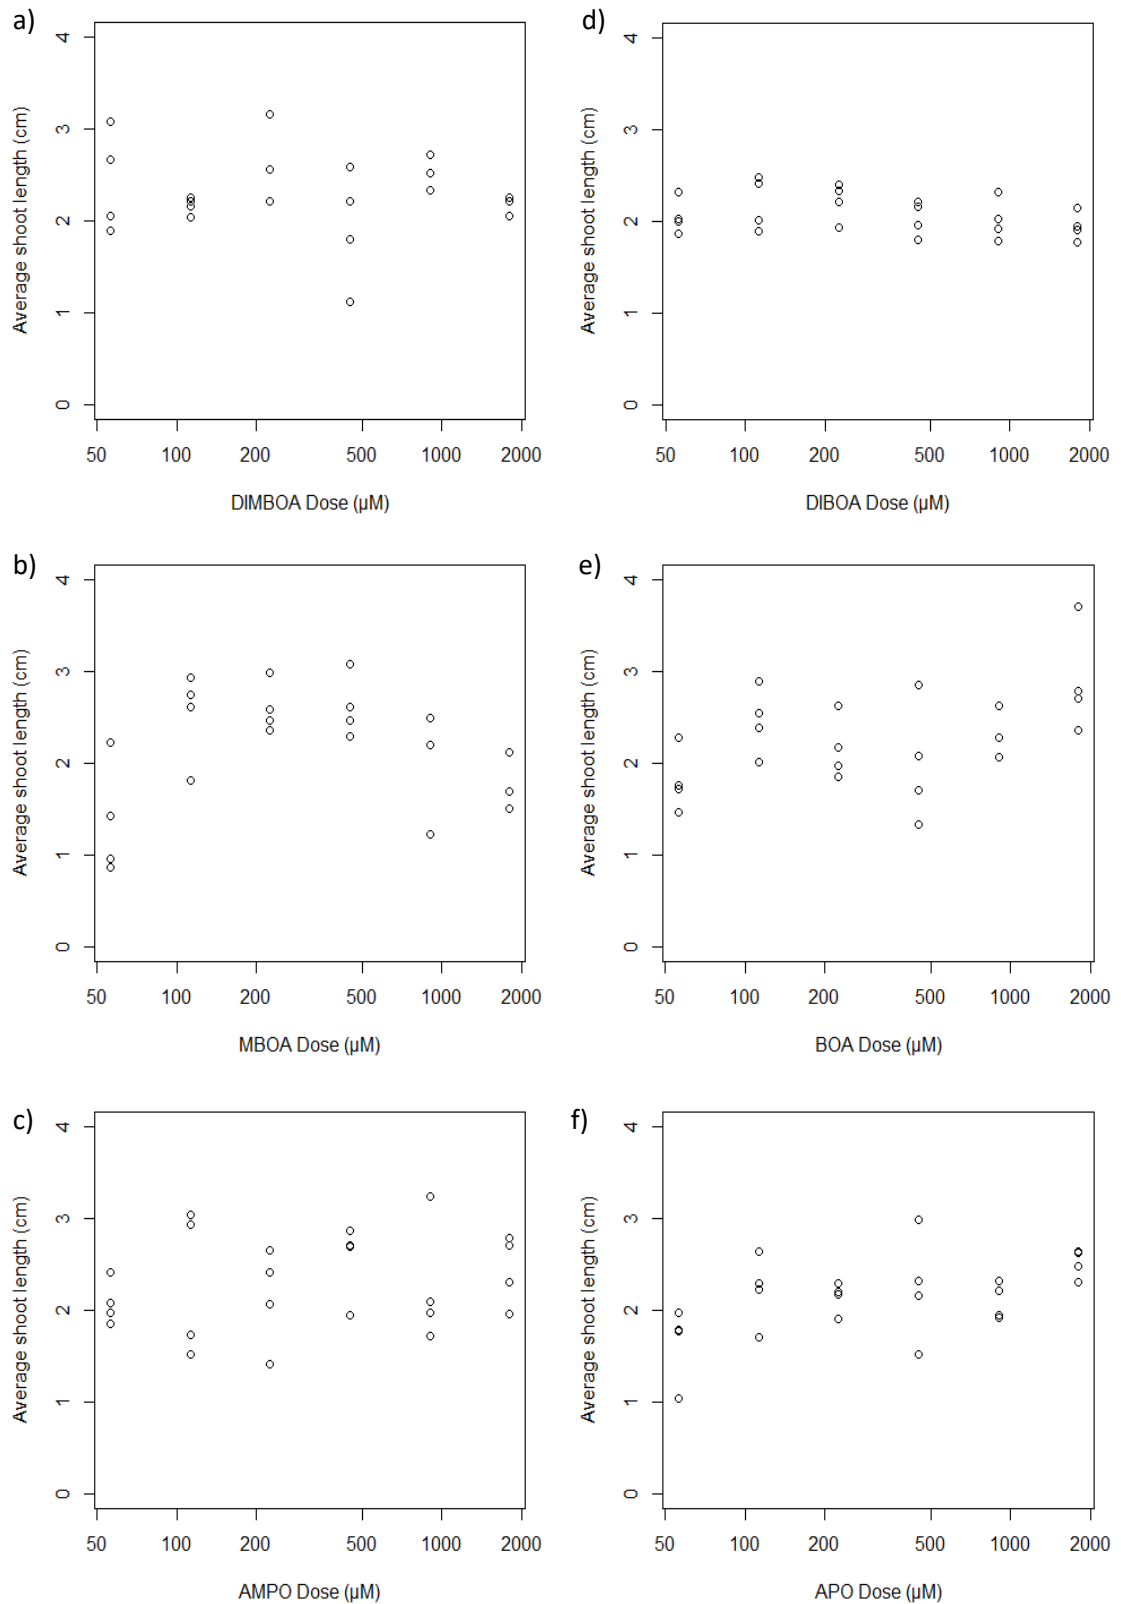 a)
4
3
2
1
0
Average shoot length (cm)
50 100 200 500 1000 2000
DIMBOA Dose (µM)
d)
4
3
2
1
0
Average shoot length (cm)
50 100 200 500 1000 2000
DIBOA Dose (µM)
b)
4
3
2
1
0
Average shoot length (cm)
50 100 200 500 1000 2000
MBOA Dose (µM)
e)
4
3
2
1
0
Average shoot length (cm)
50 100 200 500 1000 2000
BOA Dose (µM)
c)
4
3
2
1
0
Average shoot length (cm)
50 100 200 500 1000 2000
AMPO Dose (µM)
f)
4
3
2
1
0
Average shoot length (cm)
50 100 200 500 1000 2000
APO Dose (µM)